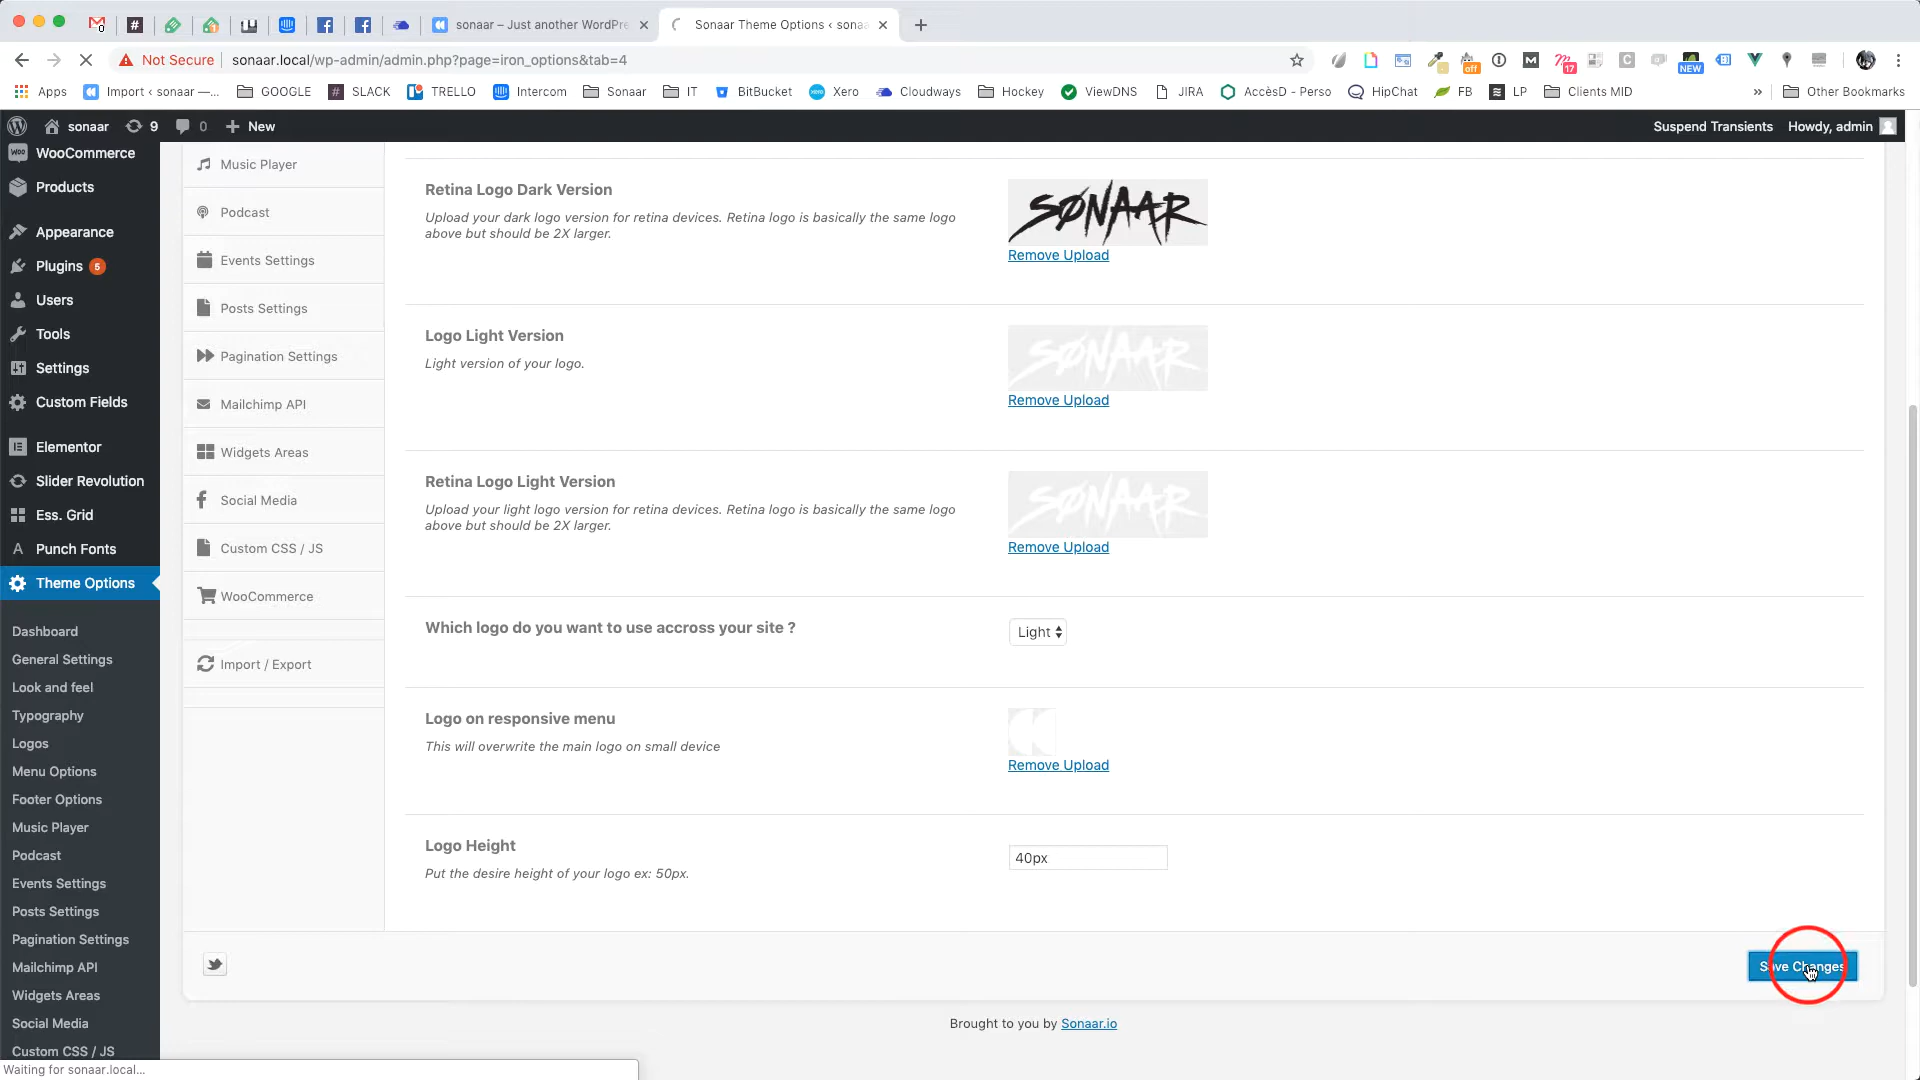 sonaar – Just another WordPre
Sonaar Theme Options ‹ sonaa
Not Secure
sonaar.local/wp-admin/admin.php?page=iron_options&tab=4
off
17
NEW
Apps
Import ‹ sonaar —...
GOOGLE
SLACK
TRELLO
Intercom
Sonaar
IT
BitBucket
Xero
Cloudways
Hockey
ViewDNS
JIRA
AccèsD - Perso
HipChat
FB
LP
Clients MID
»
Other Bookmarks
sonaar
9
0
New
Suspend Transients
Howdy, admin
WooCommerce
Products
Appearance
Plugins 5
Users
Tools
Settings
Custom Fields
Elementor
Slider Revolution
Ess. Grid
Punch Fonts
Theme Options
Dashboard
General Settings
Look and feel
Typography
Logos
Menu Options
Footer Options
Music Player
Podcast
Events Settings
Posts Settings
Pagination Settings
Mailchimp API
Widgets Areas
Social Media
Custom CSS / JS
Music Player
Podcast
Events Settings
Posts Settings
Pagination Settings
Mailchimp API
Widgets Areas
Social Media
Custom CSS / JS
WooCommerce
Import / Export
Retina Logo Dark Version
Upload your dark logo version for retina devices. Retina logo is basically the same logo
above but should be 2X larger.
SØNAAR
Remove Upload
Logo Light Version
Light version of your logo.
SØNAAR
Remove Upload
Retina Logo Light Version
Upload your light logo version for retina devices. Retina logo is basically the same logo
above but should be 2X larger.
SØNAAR
Remove Upload
Which logo do you want to use accross your site ?
Light
Logo on responsive menu
This will overwrite the main logo on small device
Remove Upload
Logo Height
Put the desire height of your logo ex: 50px.
40px
Save Changes
Brought to you by Sonaar.io
Waiting for sonaar.local...